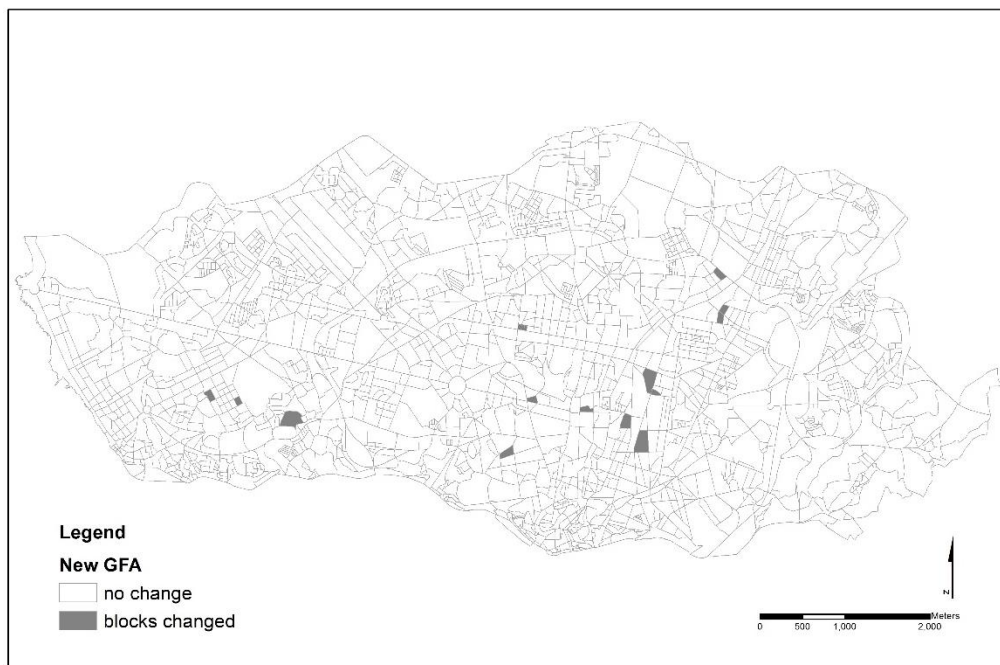 Legend
New GFA
no change
blocks changed
N
Meters
0 500 1,000 2,000